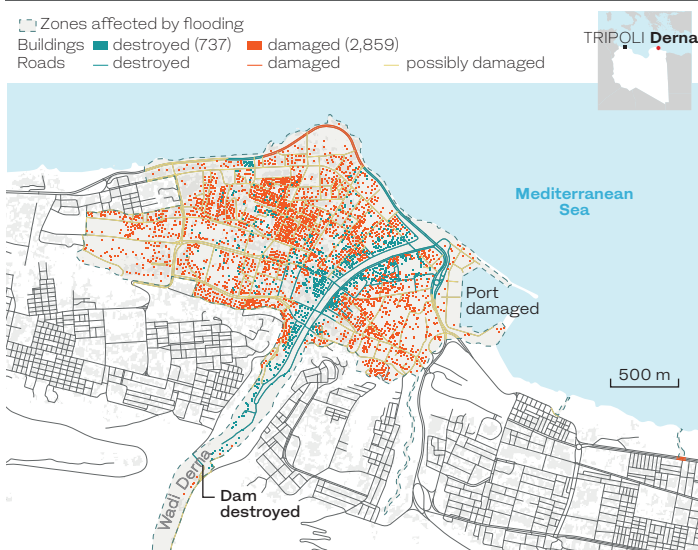 Zones affected by flooding
Buildings destroyed (737) damaged (2,859)
Roads destroyed damaged possibly damaged
TRIPOLI Derna
Mediterranean
Sea
Port
damaged
500 m
Wadi Derna
Dam
destroyed